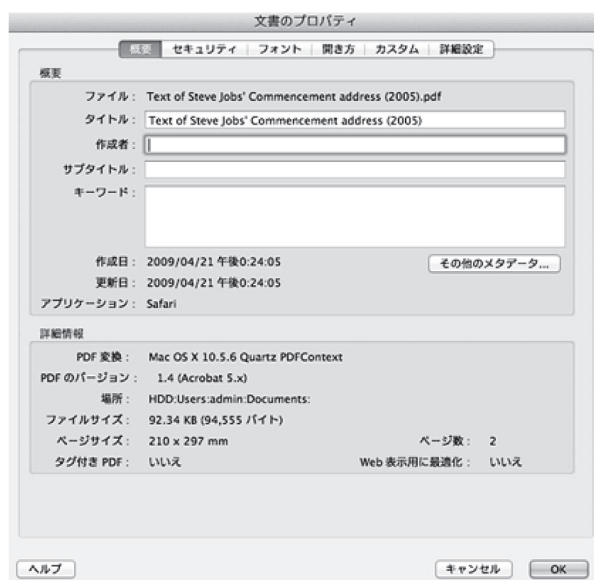 文書のプロパティ
概要 セキュリティ フォント 開き方 カスタム 詳細設定
概要
ファイル： Text of Steve Jobs' Commencement address (2005).pdf
タイトル： Text of Steve Jobs' Commencement address (2005)
作成者：
サブタイトル：
キーワード：
作成日： 2009/04/21 午後0:24:05 その他のメタデータ...
更新日： 2009/04/21 午後0:24:05
アプリケーション： Safari
詳細情報
PDF 変換： Mac OS X 10.5.6 Quartz PDFContext
PDF のバージョン： 1.4 (Acrobat 5.x)
場所： HDD:Users:admin:Documents:
ファイルサイズ： 92.34 KB (94,555 バイト)
ページサイズ： 210 x 297 mm ページ数： 2
タグ付き PDF： いいえ Web 表示用に最適化： いいえ
ヘルプ キャンセル OK